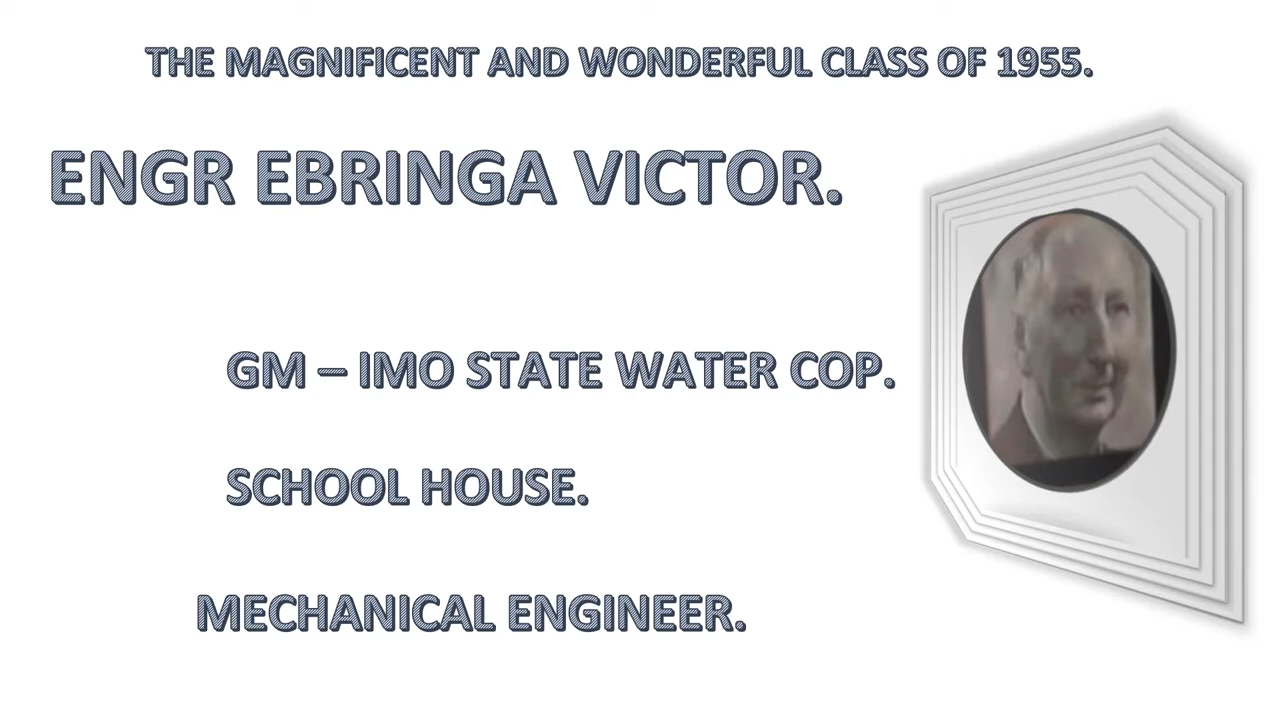 THE MAGNIFICENT AND WONDERFUL CLASS OF 1955.
ENGR EBRINGA VICTOR.
GM – IMO STATE WATER COP.
SCHOOL HOUSE.
MECHANICAL ENGINEER.